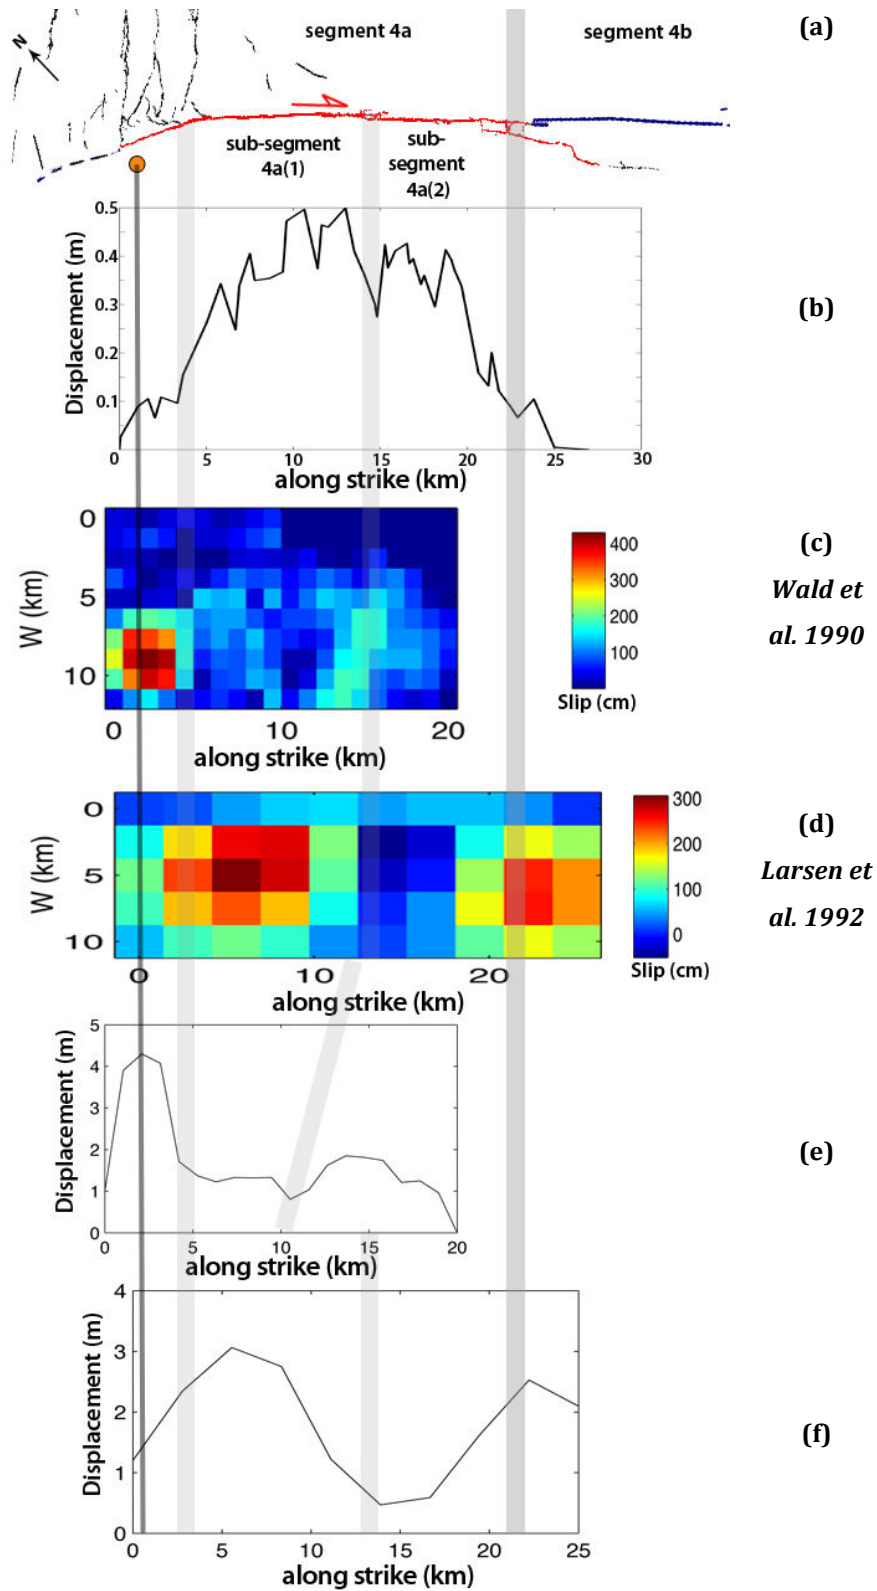 segment 4a
segment 4b
(a)
N
sub-segment
4a(1)
sub-
segment
4a(2)
0.5
0.4
0.3
0.2
0.1
Displacement (m)
(b)
0 5 10 15 20 25 30
along strike (km)
0
5
10
W (km)
400
300
200
100
Slip (cm)
(c)
Wald et
al. 1990
0 10 20
along strike (km)
0
5
10
W (km)
300
200
100
0
Slip (cm)
(d)
Larsen et
al. 1992
0 10 20
along strike (km)
5
4
3
2
1
0
Displacement (m)
(e)
0 5 10 15 20
along strike (km)
4
3
2
1
0
Displacement (m)
(f)
0 5 10 15 20 25
along strike (km)